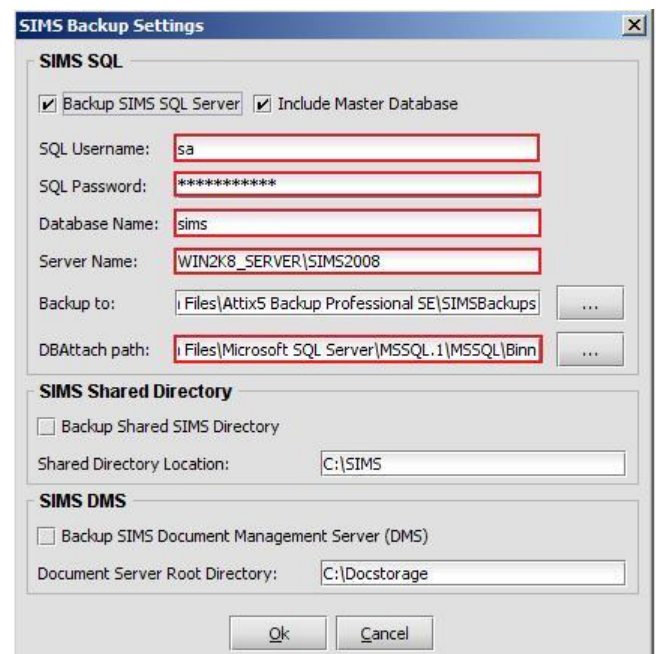 SIMS Backup Settings
SIMS SQL
Backup SIMS SQL Server Include Master Database
SQL Username: sa
SQL Password: ***********
Database Name: sims
Server Name: WIN2K8_SERVER\SIMS2008
Backup to: Files\Attix5 Backup Professional SE\SIMSBackups ...
DBAttach path: Files\Microsoft SQL Server\MSSQL.1\MSSQL\Binn ...
SIMS Shared Directory
Backup Shared SIMS Directory
Shared Directory Location: C:\SIMS
SIMS DMS
Backup SIMS Document Management Server (DMS)
Document Server Root Directory: C:\Docstorage
Ok Cancel